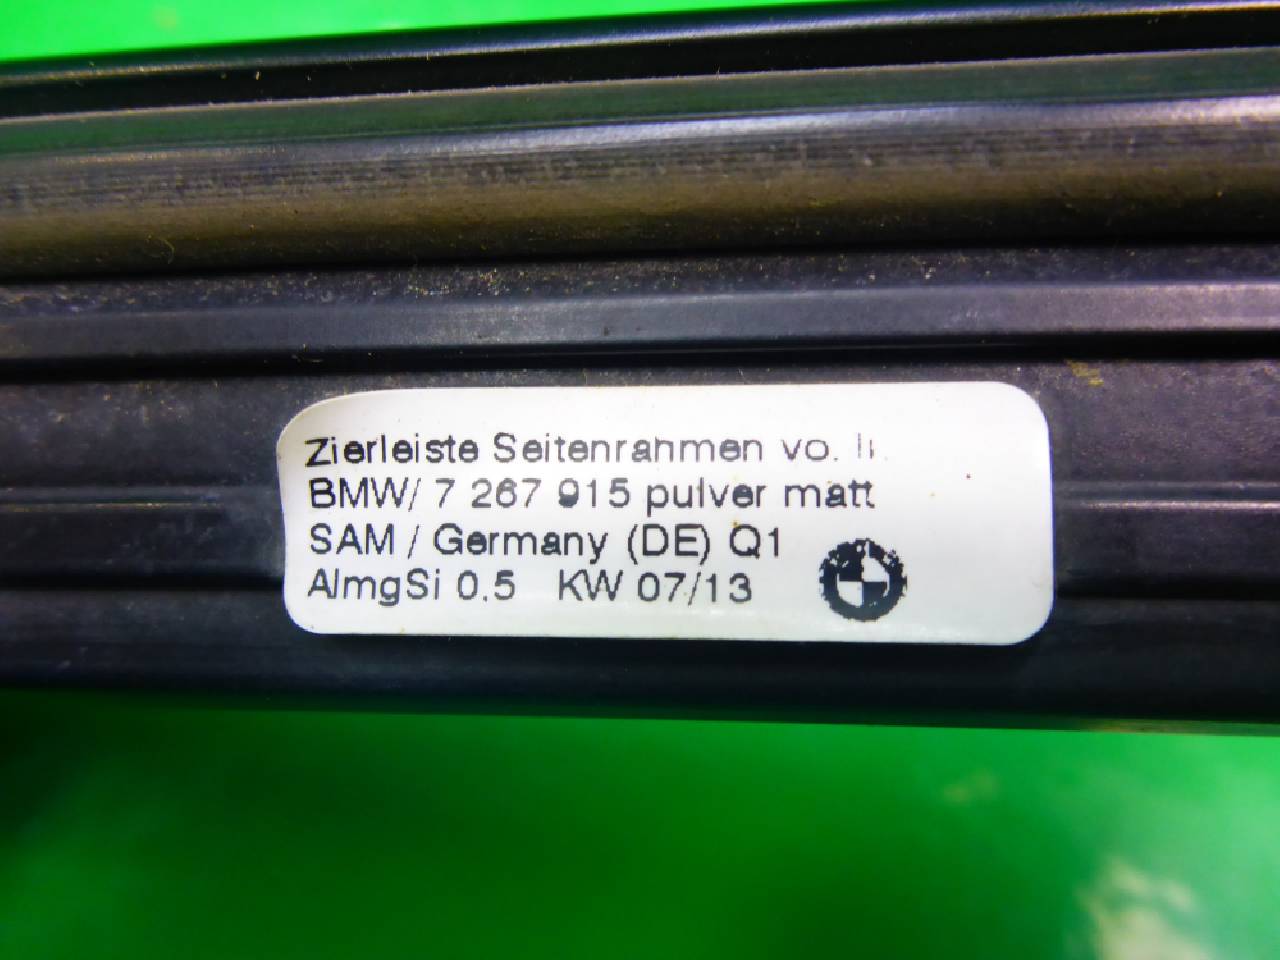 Zierleiste Seitenrahmen vo. li.
BMW/ 7 267 915 pulver matt
SAM / Germany (DE) Q1
AlmgSi 0.5 KW 07/13